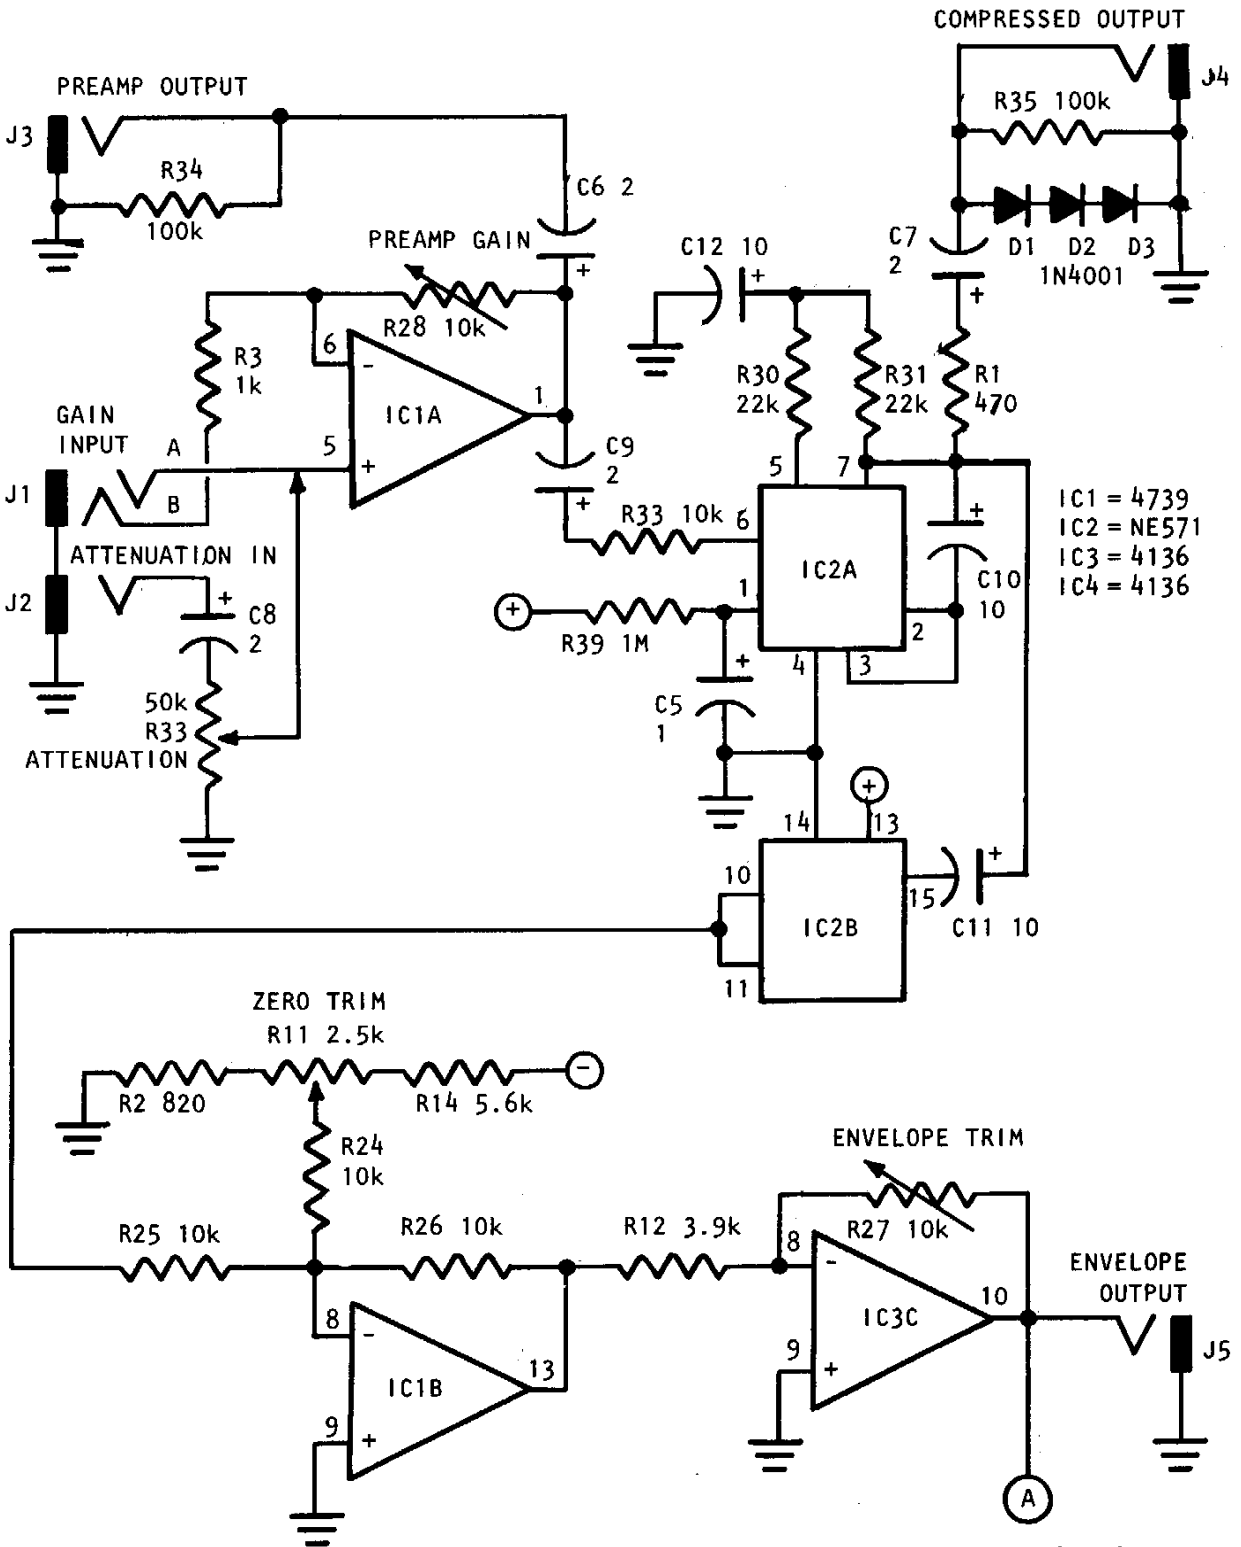 COMPRESSED OUTPUT
J4
R35 100k
PREAMP OUTPUT
J3
R34
100k
C6 2
+
PREAMP GAIN
R28 10k
C12 10
+
C7
2
+
D1 D2 D3
1N4001
R3
1k
6
-
IC1A
1
5
+
GAIN
INPUT
A
B
J1
R30
22k
R31
22k
R1
470
C9
2
+
5
7
R33 10k
6
IC2A
+
C10
10
IC1 = 4739
IC2 = NE571
IC3 = 4136
IC4 = 4136
ATTENUATION IN
J2
+
C8
2
+
R39 1M
1
2
4
3
+
C5
1
50k
R33
ATTENUATION
+
14
13
10
15
+
C11 10
IC2B
11
ZERO TRIM
R11 2.5k
R2 820
R14 5.6k
-
R24
10k
ENVELOPE TRIM
R27 10k
R25 10k
R26 10k
R12 3.9k
8
-
IC3C
10
9
+
ENVELOPE
OUTPUT
J5
8
-
IC1B
13
9
+
A